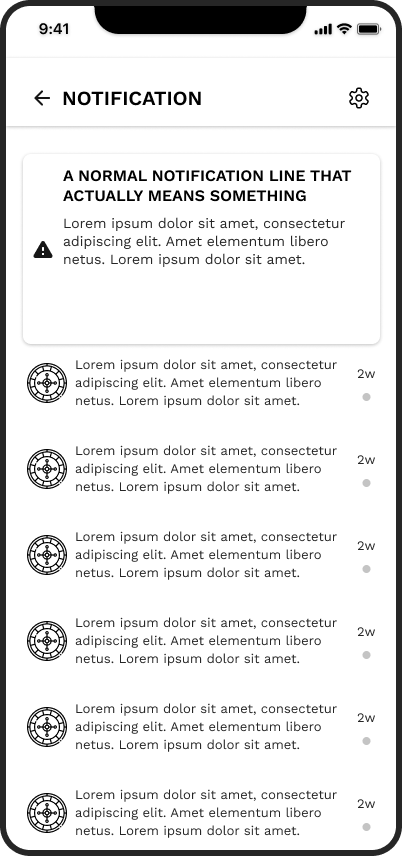 9:41
NOTIFICATION
A NORMAL NOTIFICATION LINE THAT
ACTUALLY MEANS SOMETHING
Lorem ipsum dolor sit amet, consectetur
adipiscing elit. Amet elementum libero
netus. Lorem ipsum dolor sit amet.
Lorem ipsum dolor sit amet, consectetur
adipiscing elit. Amet elementum libero
netus. Lorem ipsum dolor sit amet.
2w
Lorem ipsum dolor sit amet, consectetur
adipiscing elit. Amet elementum libero
netus. Lorem ipsum dolor sit amet.
2w
Lorem ipsum dolor sit amet, consectetur
adipiscing elit. Amet elementum libero
netus. Lorem ipsum dolor sit amet.
2w
Lorem ipsum dolor sit amet, consectetur
adipiscing elit. Amet elementum libero
netus. Lorem ipsum dolor sit amet.
2w
Lorem ipsum dolor sit amet, consectetur
adipiscing elit. Amet elementum libero
netus. Lorem ipsum dolor sit amet.
2w
Lorem ipsum dolor sit amet, consectetur
adipiscing elit. Amet elementum libero
netus. Lorem ipsum dolor sit amet.
2w